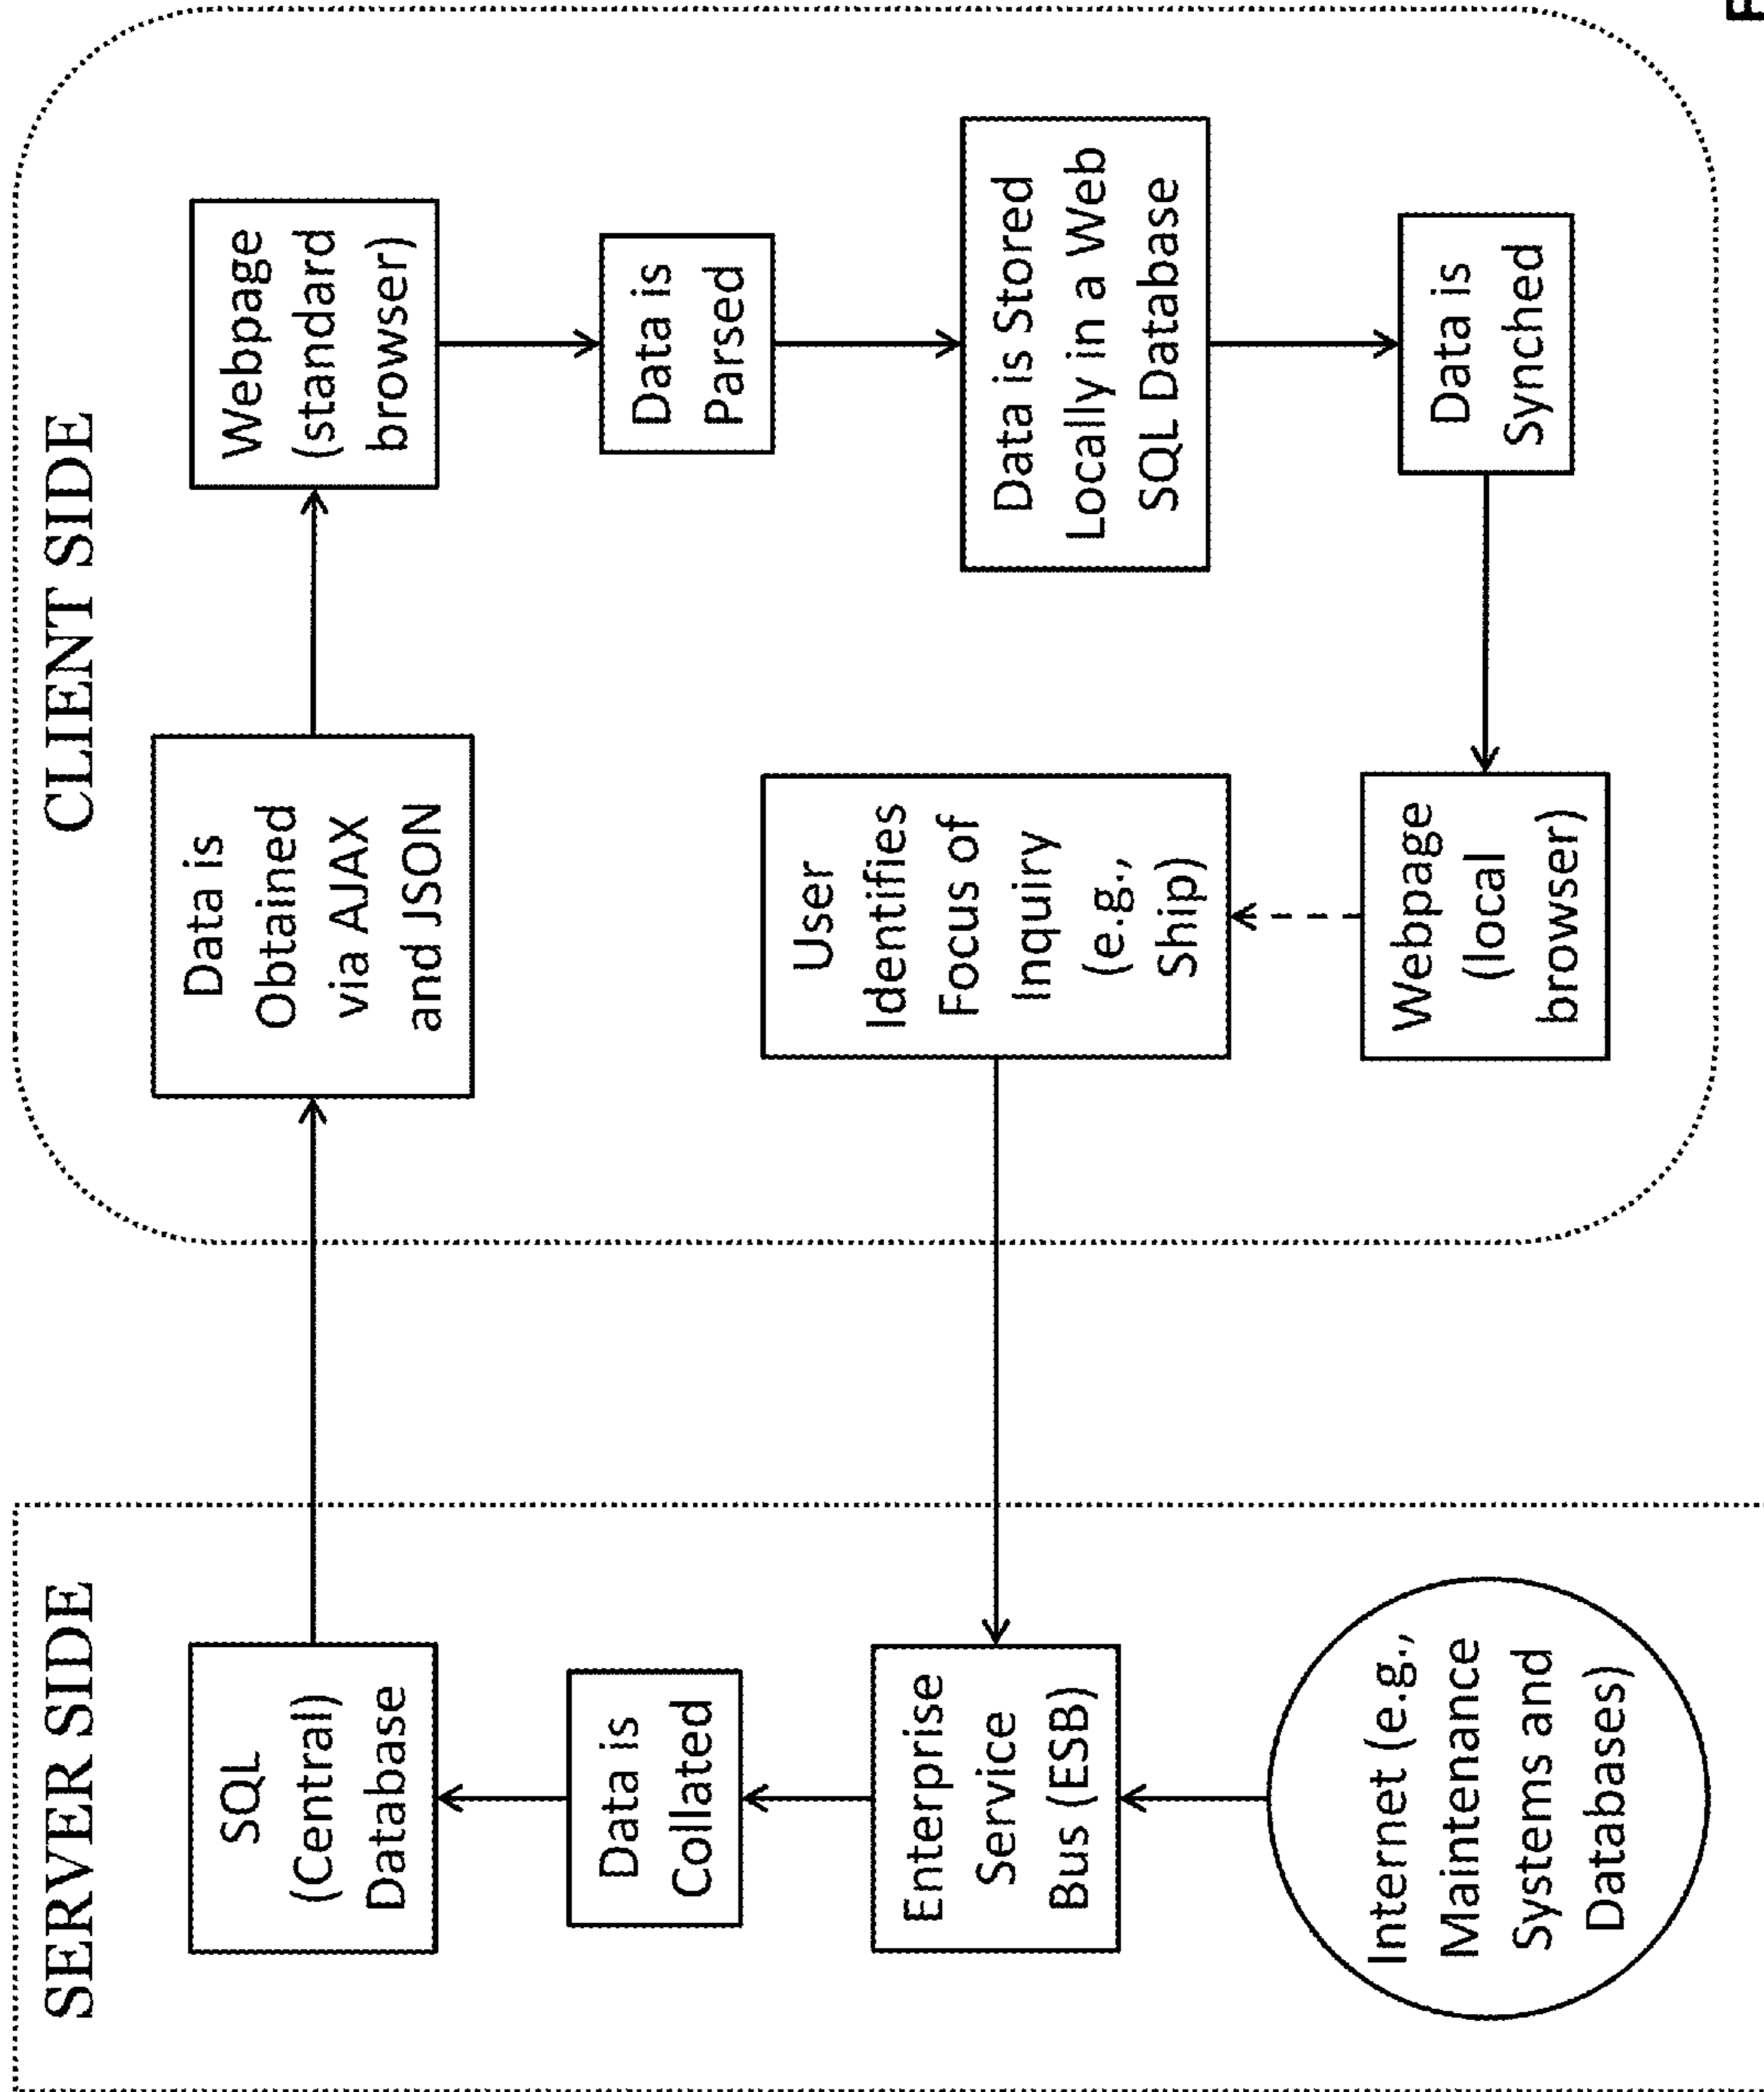 SERVER SIDE
SQL
(Central)
Database
Data is
Collated
Enterprise
Service
Bus (ESB)
Internet (e.g.,
Maintenance
Systems and
Databases)
CLIENT SIDE
Data is
Obtained
via AJAX
and JSON
Webpage
(standard
browser)
Data is
Parsed
Data is Stored
Locally in a Web
SQL Database
Data is
Synched
Webpage
(local
browser)
User
Identifies
Focus of
Inquiry
(e.g.,
Ship)